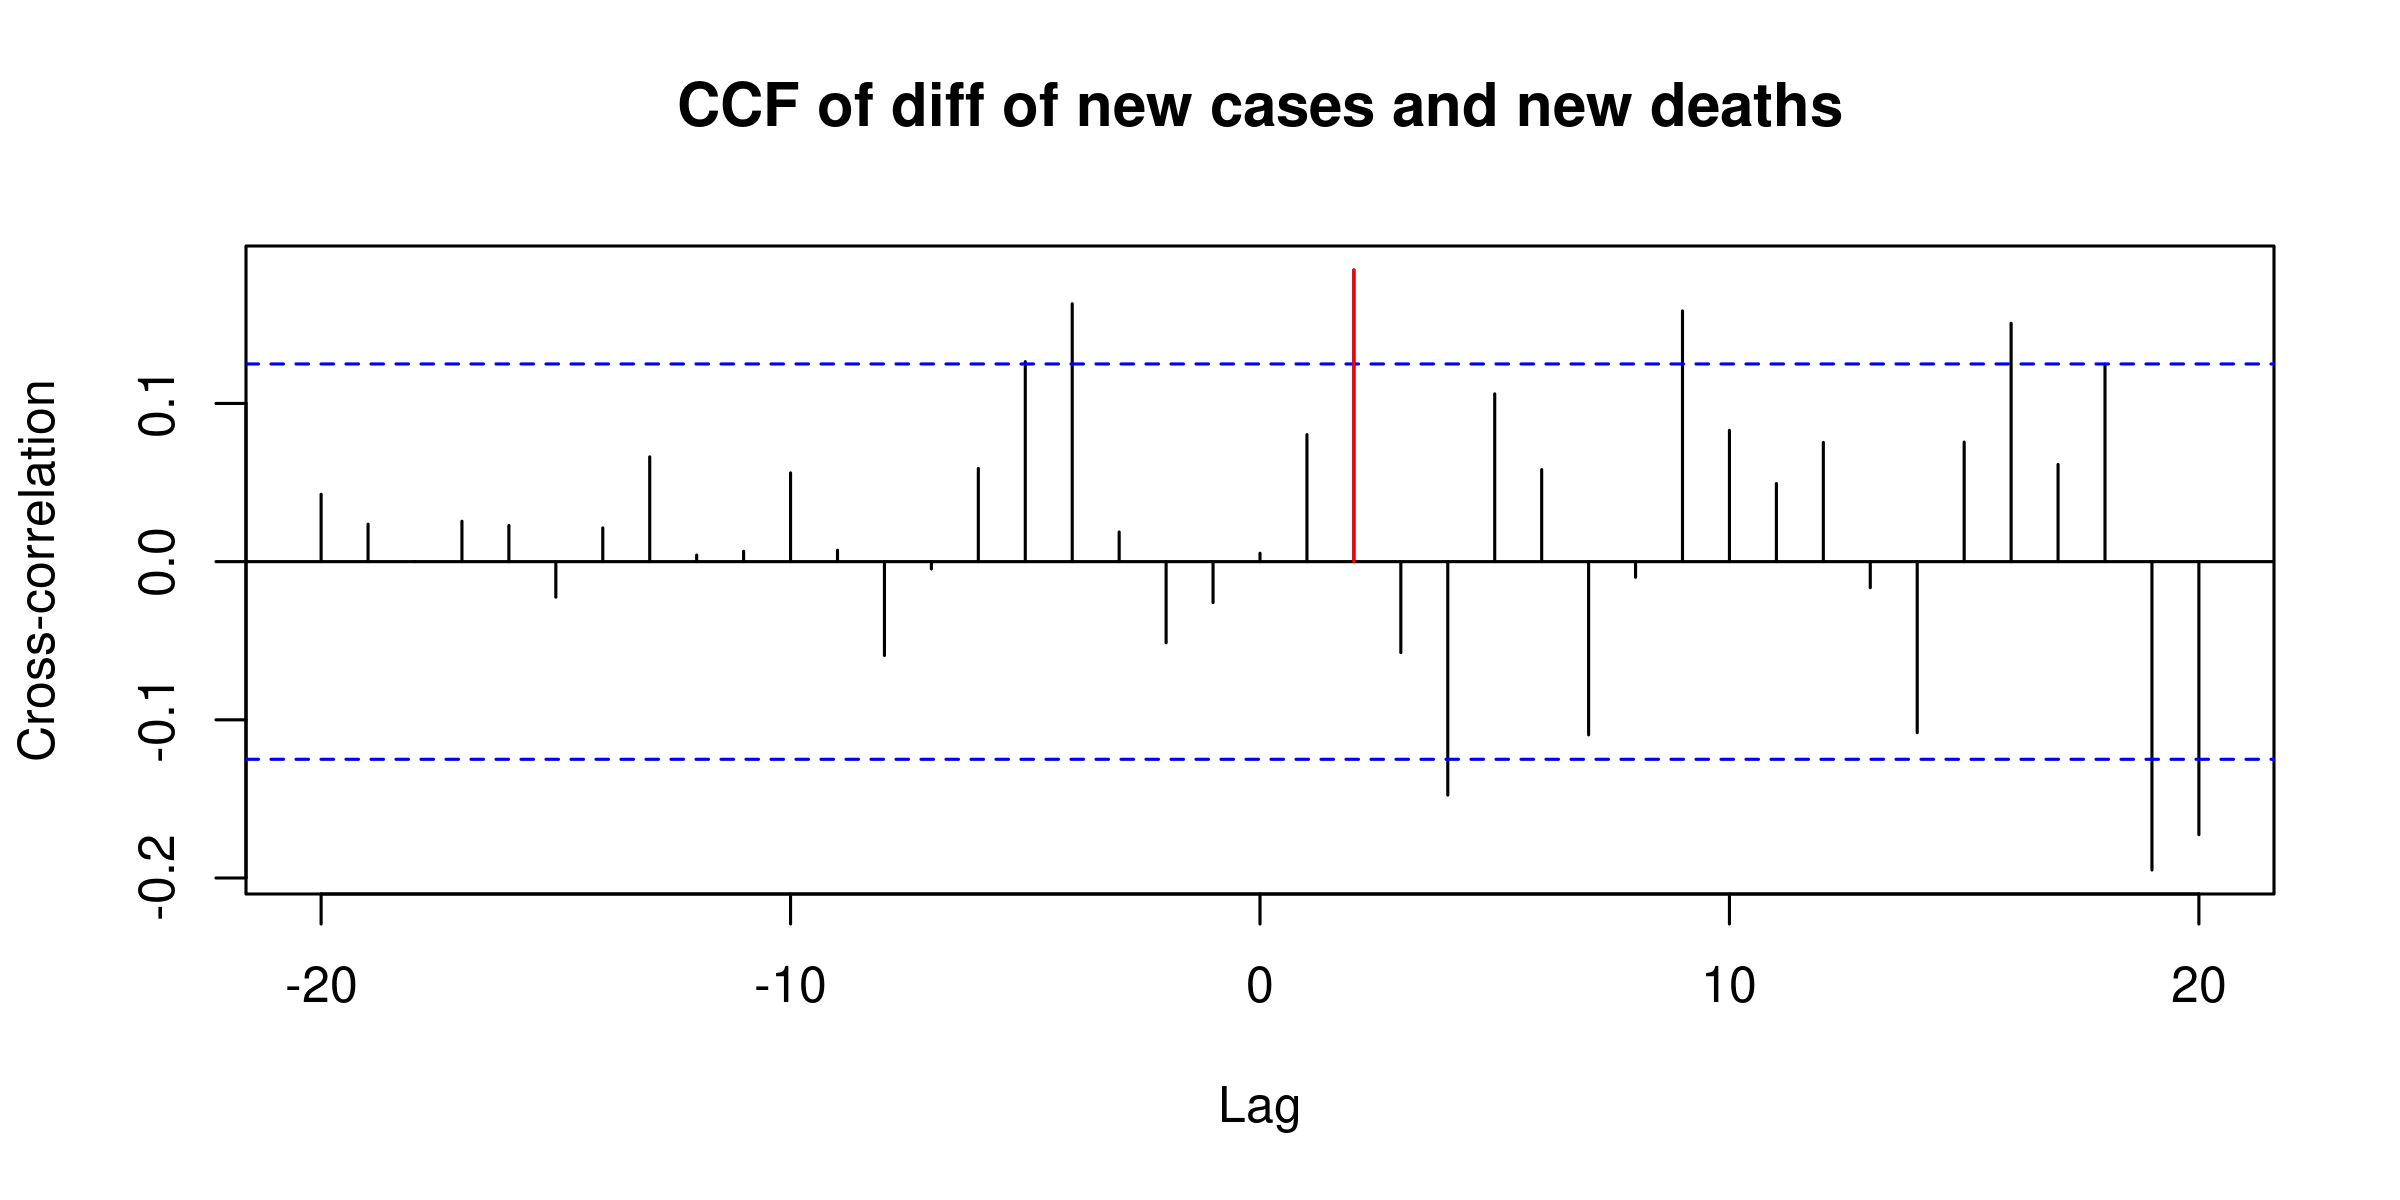 CCF of diff of new cases and new deaths
Cross-correlation
0.1
0.0
-0.1
-0.2
-20 -10 0 10 20
Lag